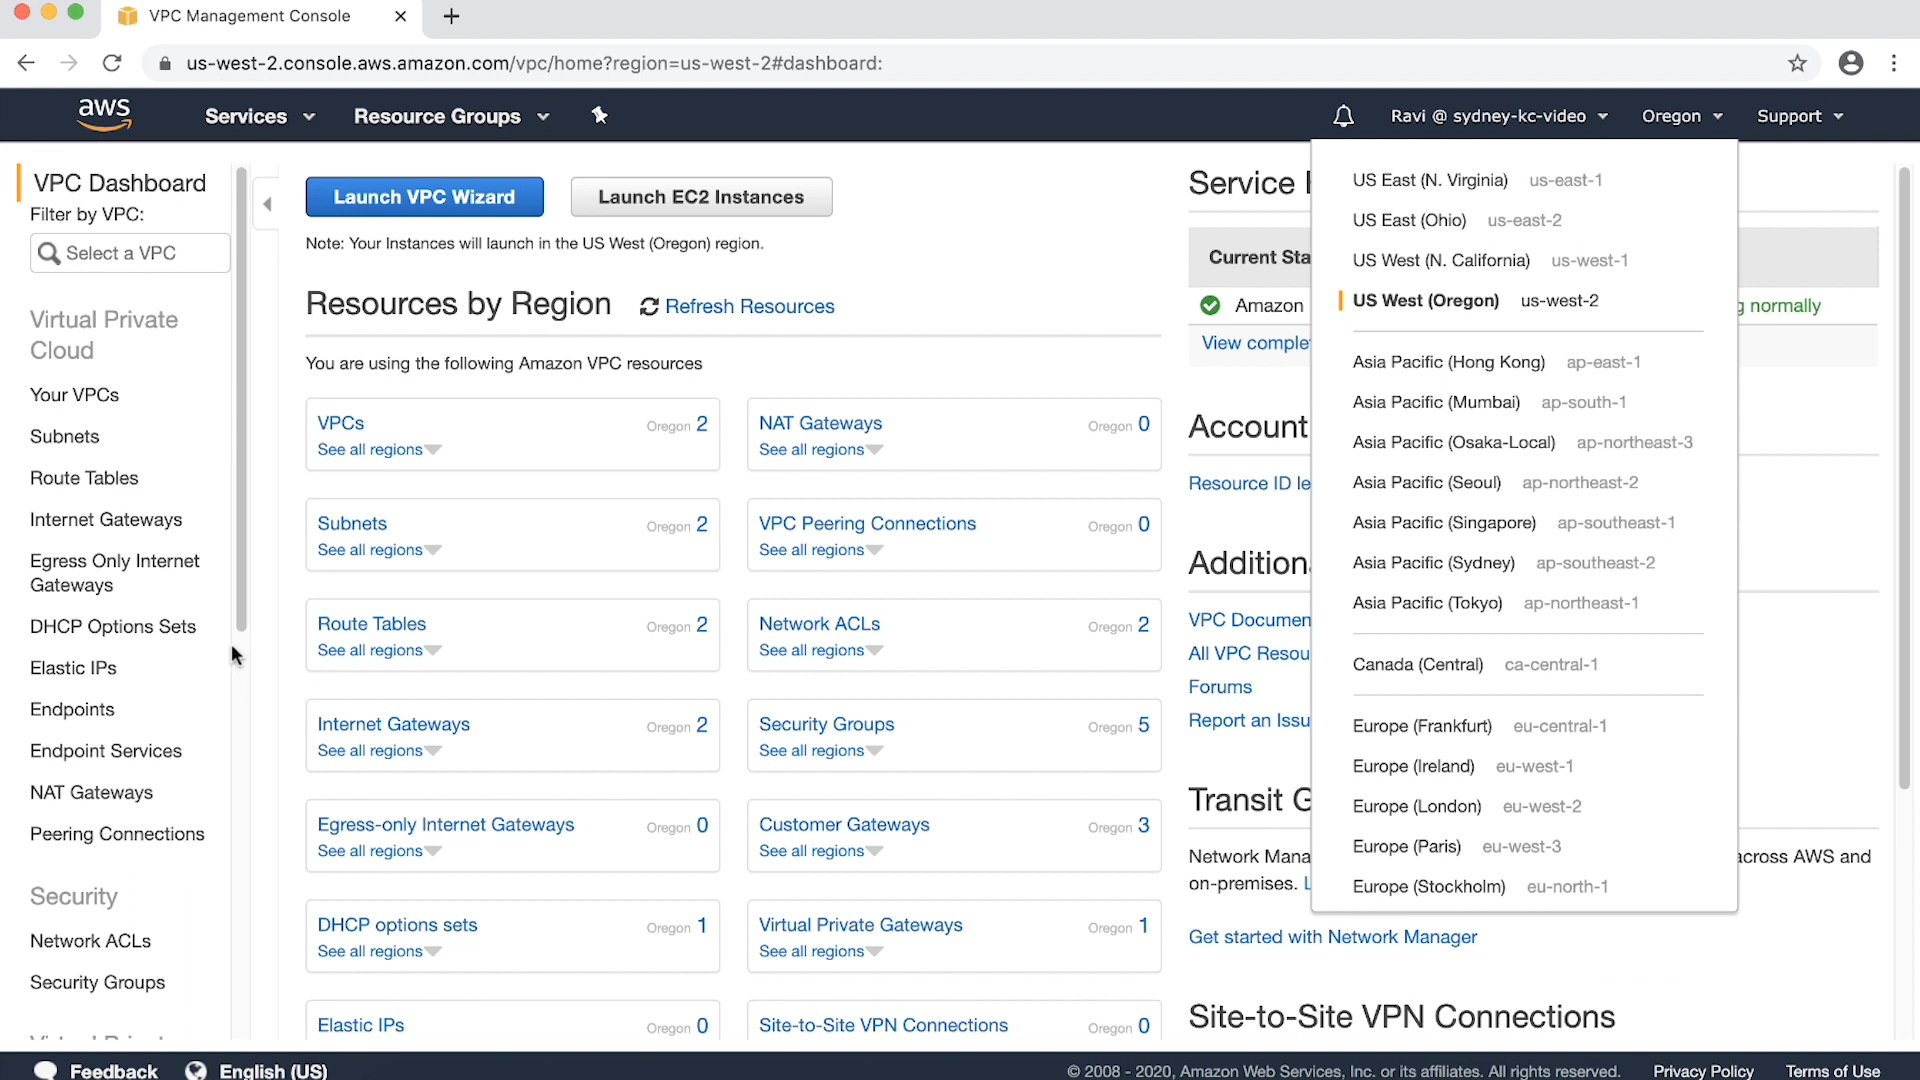 VPC Management Console
us-west-2.console.aws.amazon.com/vpc/home?region=us-west-2#dashboard:
aws
Services
Resource Groups
Ravi @ sydney-kc-video
Oregon
Support
VPC Dashboard
Filter by VPC:
Select a VPC
Virtual Private
Cloud
Your VPCs
Subnets
Route Tables
Internet Gateways
Egress Only Internet
Gateways
DHCP Options Sets
Elastic IPs
Endpoints
Endpoint Services
NAT Gateways
Peering Connections
Security
Network ACLs
Security Groups
Launch VPC Wizard
Launch EC2 Instances
Note: Your Instances will launch in the US West (Oregon) region.
Resources by Region
Refresh Resources
You are using the following Amazon VPC resources
VPCs
Oregon 2
See all regions
NAT Gateways
Oregon 0
See all regions
Subnets
Oregon 2
See all regions
VPC Peering Connections
Oregon 0
See all regions
Route Tables
Oregon 2
See all regions
Network ACLs
Oregon 2
See all regions
Internet Gateways
Oregon 2
See all regions
Security Groups
Oregon 5
See all regions
Egress-only Internet Gateways
Oregon 0
See all regions
Customer Gateways
Oregon 3
See all regions
DHCP options sets
Oregon 1
See all regions
Virtual Private Gateways
Oregon 1
See all regions
Elastic IPs
Oregon 0
Site-to-Site VPN Connections
Oregon 0
Service
Current Sta
Amazon
normally
View comple
Account
Resource ID le
Addition
VPC Documen
All VPC Resou
Forums
Report an Issu
Transit G
Network Mana
across AWS and
on-premises. L
Get started with Network Manager
Site-to-Site VPN Connections
US East (N. Virginia) us-east-1
US East (Ohio) us-east-2
US West (N. California) us-west-1
US West (Oregon) us-west-2
Asia Pacific (Hong Kong) ap-east-1
Asia Pacific (Mumbai) ap-south-1
Asia Pacific (Osaka-Local) ap-northeast-3
Asia Pacific (Seoul) ap-northeast-2
Asia Pacific (Singapore) ap-southeast-1
Asia Pacific (Sydney) ap-southeast-2
Asia Pacific (Tokyo) ap-northeast-1
Canada (Central) ca-central-1
Europe (Frankfurt) eu-central-1
Europe (Ireland) eu-west-1
Europe (London) eu-west-2
Europe (Paris) eu-west-3
Europe (Stockholm) eu-north-1
Feedback
English (US)
© 2008 - 2020, Amazon Web Services, Inc. or its affiliates. All rights reserved.
Privacy Policy
Terms of Use